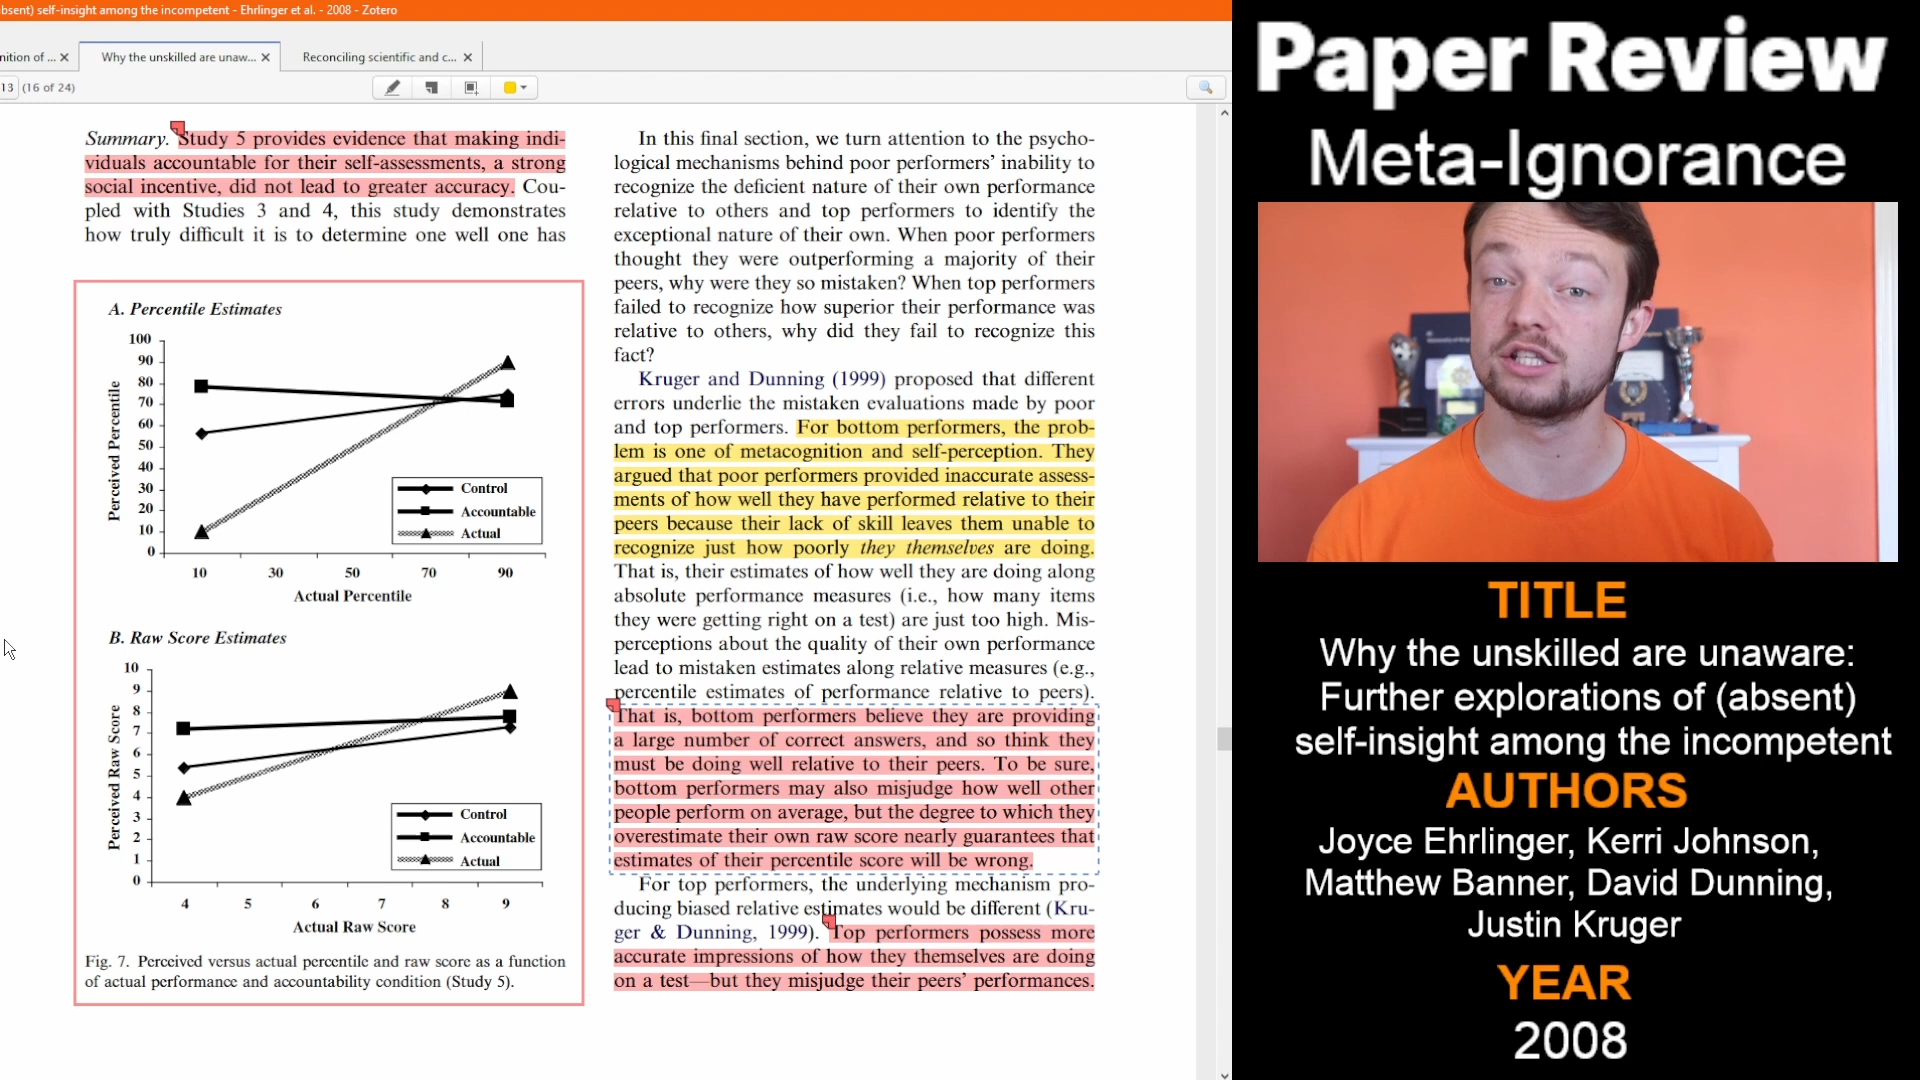 bsent) self-insight among the incompetent - Ehrlinger et al. - 2008 - Zotero
nition of ...
Why the unskilled are unaw...
Reconciling scientific and c...
13 (16 of 24)
Summary. Study 5 provides evidence that making indi-
viduals accountable for their self-assessments, a strong
social incentive, did not lead to greater accuracy. Cou-
pled with Studies 3 and 4, this study demonstrates
how truly difficult it is to determine one well one has
A. Percentile Estimates
Perceived Percentile
100
90
80
70
60
50
40
30
20
10
0
Control
Accountable
Actual
10 30 50 70 90
Actual Percentile
B. Raw Score Estimates
Perceived Raw Score
10
9
8
7
6
5
4
3
2
1
0
Control
Accountable
Actual
4 5 6 7 8 9
Actual Raw Score
Fig. 7. Perceived versus actual percentile and raw score as a function
of actual performance and accountability condition (Study 5).
In this final section, we turn attention to the psycho-
logical mechanisms behind poor performers' inability to
recognize the deficient nature of their own performance
relative to others and top performers to identify the
exceptional nature of their own. When poor performers
thought they were outperforming a majority of their
peers, why were they so mistaken? When top performers
failed to recognize how superior their performance was
relative to others, why did they fail to recognize this
fact?
Kruger and Dunning (1999) proposed that different
errors underlie the mistaken evaluations made by poor
and top performers. For bottom performers, the prob-
lem is one of metacognition and self-perception. They
argued that poor performers provided inaccurate assess-
ments of how well they have performed relative to their
peers because their lack of skill leaves them unable to
recognize just how poorly they themselves are doing.
That is, their estimates of how well they are doing along
absolute performance measures (i.e., how many items
they were getting right on a test) are just too high. Mis-
perceptions about the quality of their own performance
lead to mistaken estimates along relative measures (e.g.,
percentile estimates of performance relative to peers).
That is, bottom performers believe they are providing
a large number of correct answers, and so think they
must be doing well relative to their peers. To be sure,
bottom performers may also misjudge how well other
people perform on average, but the degree to which they
overestimate their own raw score nearly guarantees that
estimates of their percentile score will be wrong.
For top performers, the underlying mechanism pro-
ducing biased relative estimates would be different (Kru-
ger & Dunning, 1999). Top performers possess more
accurate impressions of how they themselves are doing
on a test—but they misjudge their peers' performances.
Paper Review
Meta-Ignorance
TITLE
Why the unskilled are unaware:
Further explorations of (absent)
self-insight among the incompetent
AUTHORS
Joyce Ehrlinger, Kerri Johnson,
Matthew Banner, David Dunning,
Justin Kruger
YEAR
2008